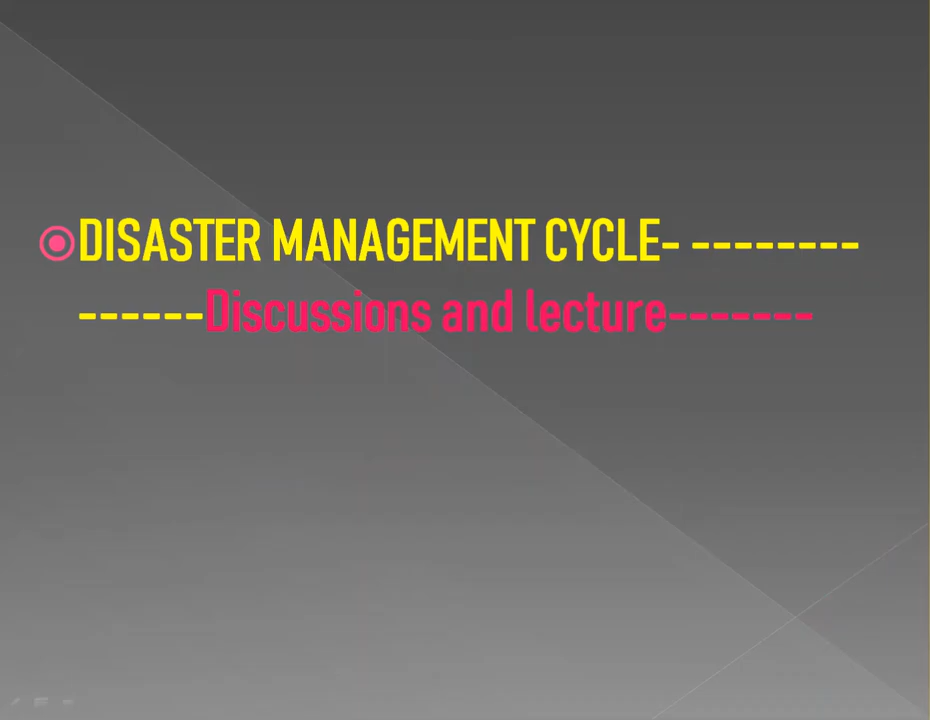 DISASTER MANAGEMENT CYCLE- --------
------Discussions and lecture-------